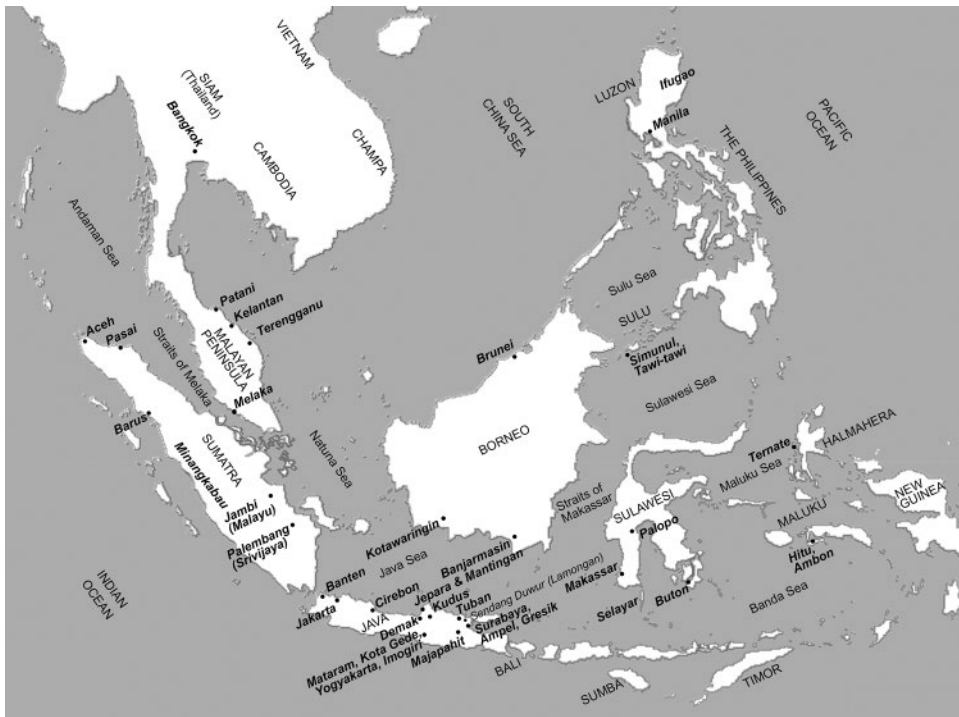 VIETNAM
SIAM
(Thailand)
Bangkok
CAMBODIA
CHAMPA
SOUTH
CHINA SEA
LUZON
Ifugao
Manila
THE PHILIPPINES
PACIFIC
OCEAN
Andaman Sea
Patani
Kelantan
Terengganu
MALAYAN
PENINSULA
Aceh
Pasai
Straits of Melaka
Melaka
Barus
SUMATRA
Minangkabau
Jambi
(Malayu)
Palembang
(Srivijaya)
Natuna Sea
Brunei
BORNEO
Sulu Sea
SULU
Simunul,
Tawi-tawi
Sulawesi Sea
Ternate
HALMAHERA
Maluku Sea
NEW
GUINEA
MALUKU
Straits of
Makassar
SULAWESI
Palopo
Hitu,
Ambon
Kotawaringin
Banjarmasin
Java Sea
Makassar
Selayar
Buton
Banda Sea
INDIAN
OCEAN
Banten
Jakarta
Cirebon
JAVA
Jepara & Mantingan
Kudus
Tuban
Sendang Duwur (Lamongan)
Demak
Surabaya,
Ampel, Gresik
Mataram, Kota Gede,
Yogyakarta, Imogiri
Majapahit
BALI
SUMBA
TIMOR